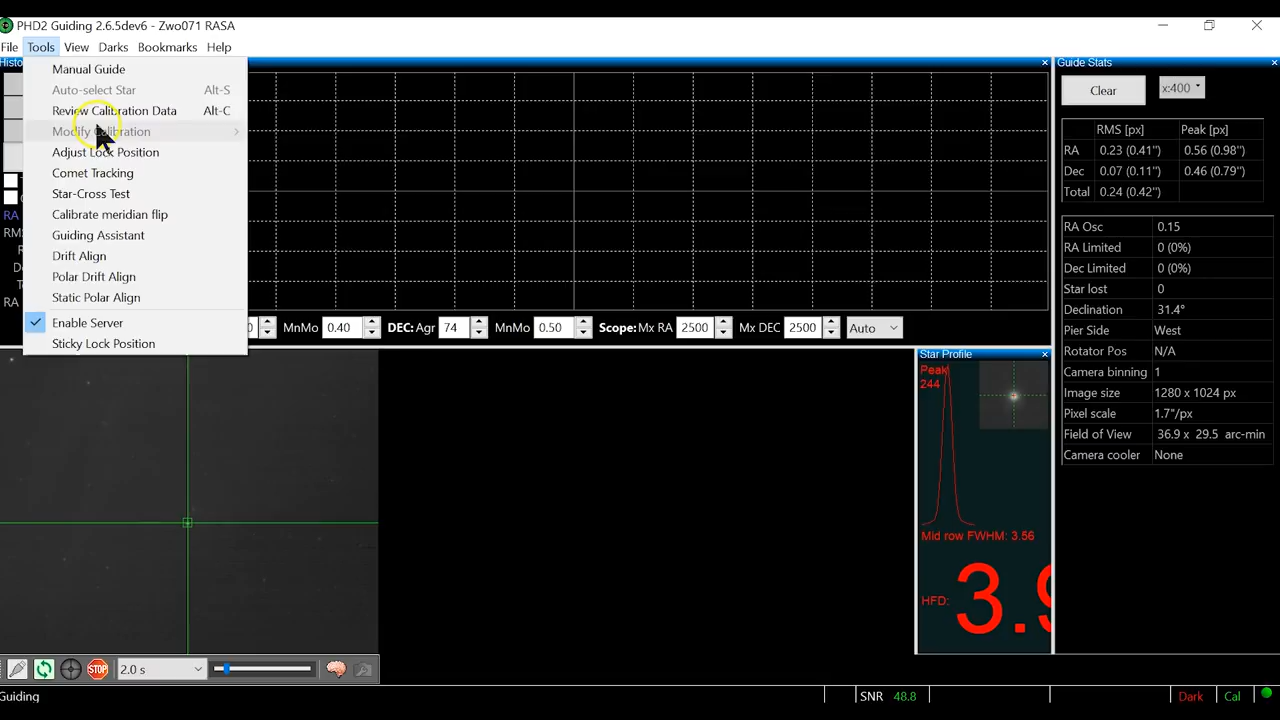 PHD2 Guiding 2.6.5dev6 - Zwo071 RASA
File Tools View Darks Bookmarks Help
Manual Guide
Auto-select Star Alt-S
Review Calibration Data Alt-C
Modify Calibration
Adjust Lock Position
Comet Tracking
Star-Cross Test
Calibrate meridian flip
Guiding Assistant
Drift Align
Polar Drift Align
Static Polar Align
Enable Server
Sticky Lock Position
RA
RA
MnMo 0.40 DEC: Agr 74 MnMo 0.50 Scope: Mx RA 2500 Mx DEC 2500 Auto
Guide Stats
Clear x:400
RMS [px] Peak [px]
RA 0.23 (0.41'') 0.56 (0.98'')
Dec 0.07 (0.11'') 0.46 (0.79'')
Total 0.24 (0.42'')
RA Osc 0.15
RA Limited 0 (0%)
Dec Limited 0 (0%)
Star lost 0
Declination 31.4°
Pier Side West
Rotator Pos N/A
Camera binning 1
Image size 1280 x 1024 px
Pixel scale 1.7"/px
Field of View 36.9 x 29.5 arc-min
Camera cooler None
Star Profile
Peak
244
Mid row FWHM: 3.56
HFD: 3.9
STOP 2.0 s
Guiding SNR 48.8 Dark Cal